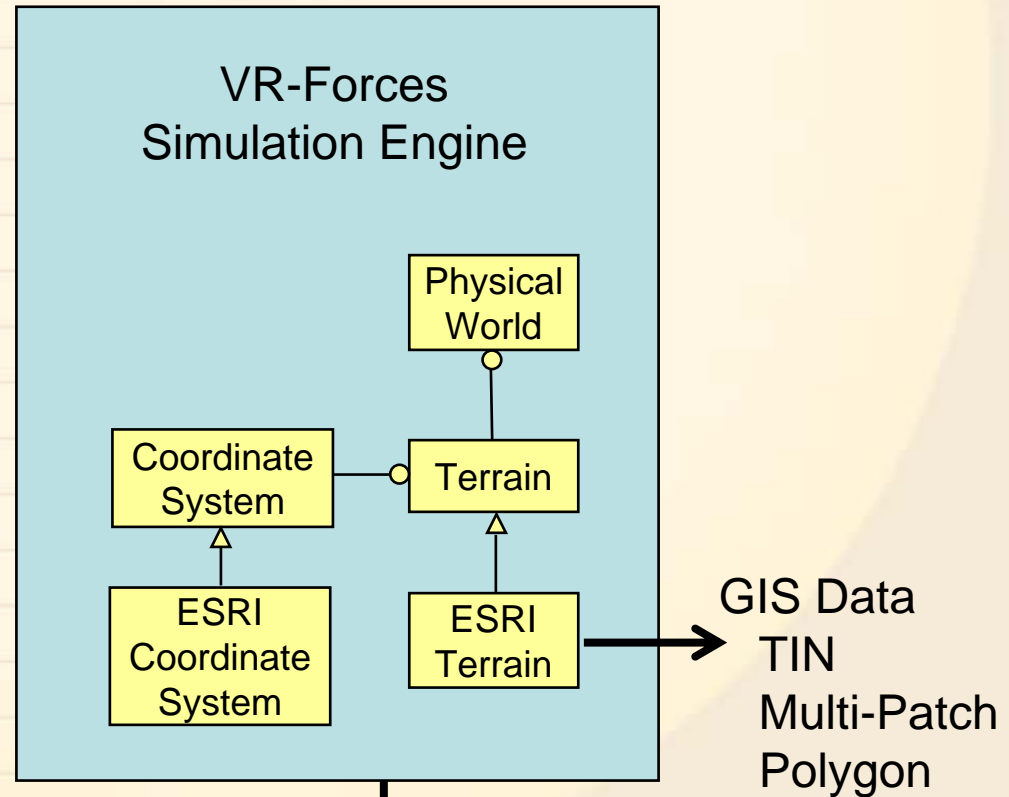 VR-Forces
Simulation Engine
Physical
World
Coordinate
System
Terrain
ESRI
Coordinate
System
ESRI
Terrain
GIS Data
TIN
Multi-Patch
Polygon